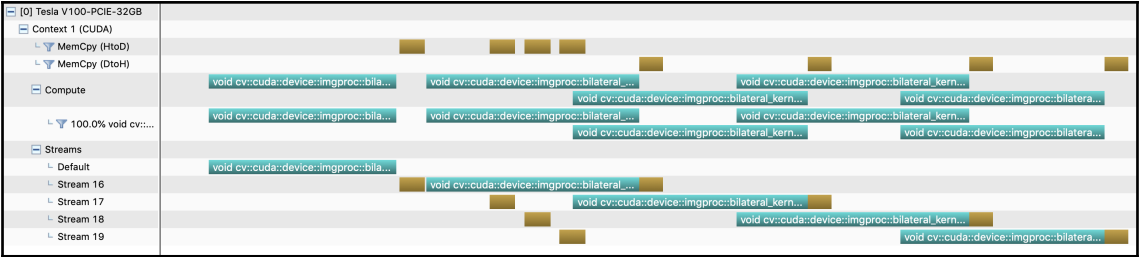 [0] Tesla V100-PCIE-32GB
Context 1 (CUDA)
MemCpy (HtoD)
MemCpy (DtoH)
void cv::cuda::device::imgproc::bila... void cv::cuda::device::imgproc::bilateral_... void cv::cuda::device::imgproc::bilateral_kern...
Compute
void cv::cuda::device::imgproc::bilateral_kern... void cv::cuda::device::imgproc::bilatera...
void cv::cuda::device::imgproc::bila... void cv::cuda::device::imgproc::bilateral_... void cv::cuda::device::imgproc::bilateral_kern...
100.0% void cv::...
void cv::cuda::device::imgproc::bilateral_kern... void cv::cuda::device::imgproc::bilatera...
Streams
Default void cv::cuda::device::imgproc::bila...
Stream 16 void cv::cuda::device::imgproc::bilateral_...
Stream 17 void cv::cuda::device::imgproc::bilateral_kern...
Stream 18 void cv::cuda::device::imgproc::bilateral_kern...
Stream 19 void cv::cuda::device::imgproc::bilatera...